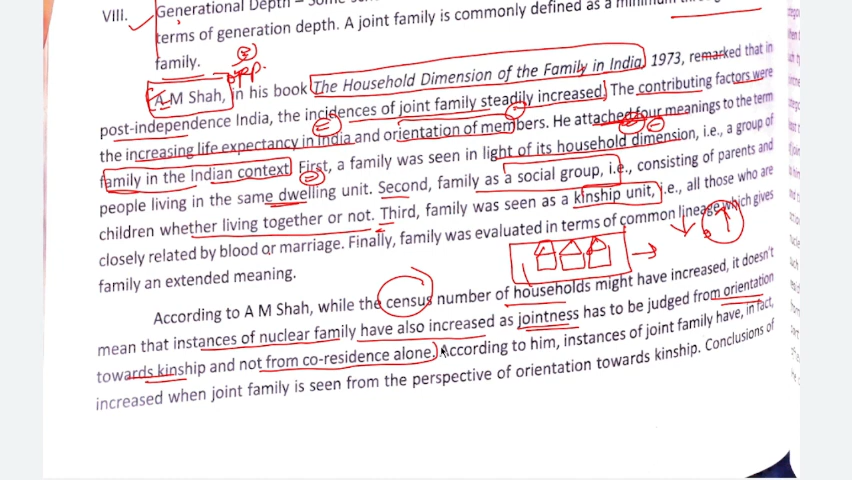 VIII. Generational Depth – Some
terms of generation depth. A joint family is commonly defined as a minimum
family.
opp.
A M Shah, in his book The Household Dimension of the Family in India, 1973, remarked that in
post-independence India, the incidences of joint family steadily increased. The contributing factors were
the increasing life expectancy in India and orientation of members. He attached four meanings to the term
family in the Indian context. First, a family was seen in light of its household dimension, i.e., a group of
people living in the same dwelling unit. Second, family as a social group, i.e., consisting of parents and
children whether living together or not. Third, family was seen as a kinship unit, i.e., all those who are
closely related by blood or marriage. Finally, family was evaluated in terms of common lineage which gives
family an extended meaning.
According to A M Shah, while the census number of households might have increased, it doesn't
mean that instances of nuclear family have also increased as jointness has to be judged from orientation
towards kinship and not from co-residence alone. According to him, instances of joint family have, in fact,
increased when joint family is seen from the perspective of orientation towards kinship. Conclusions of